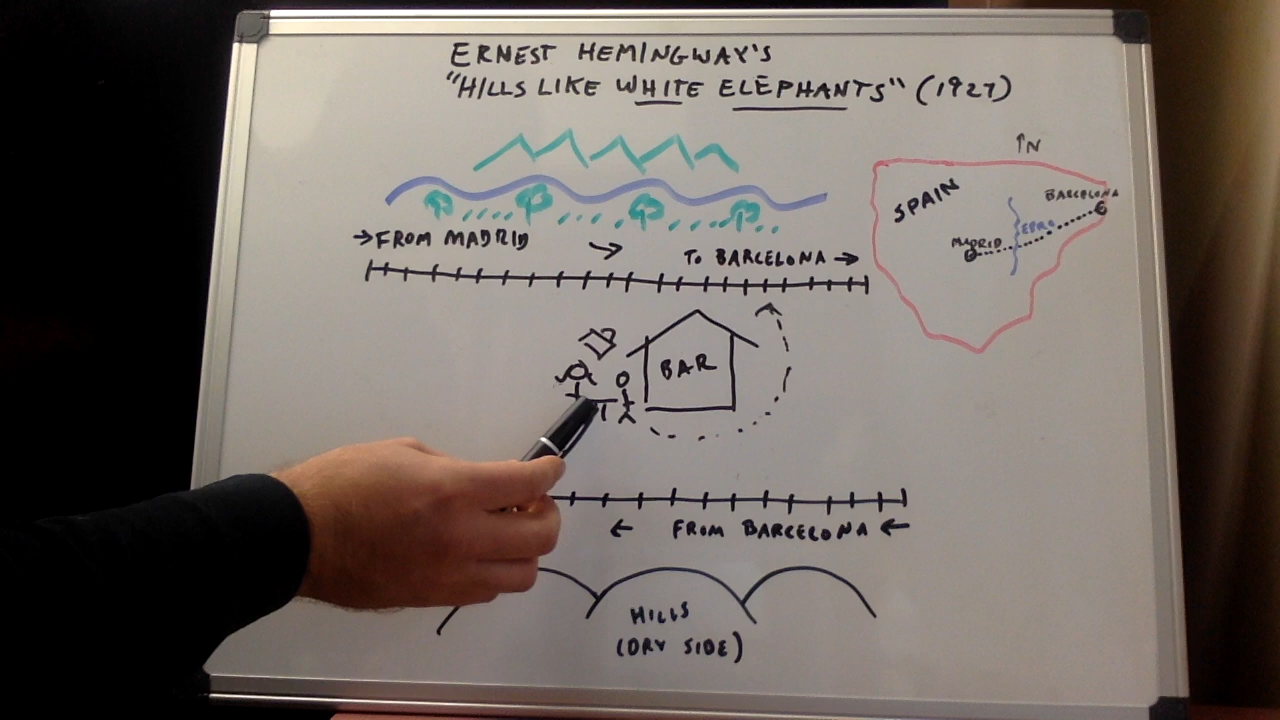 ERNEST HEMINGWAY'S
"HILLS LIKE WHITE ELEPHANTS" (1927)
↑N
SPAIN
BARCELONA
EBRO
MADRID
→FROM MADRID →
TO BARCELONA →
BAR
← FROM BARCELONA ←
HILLS
(DRY SIDE)